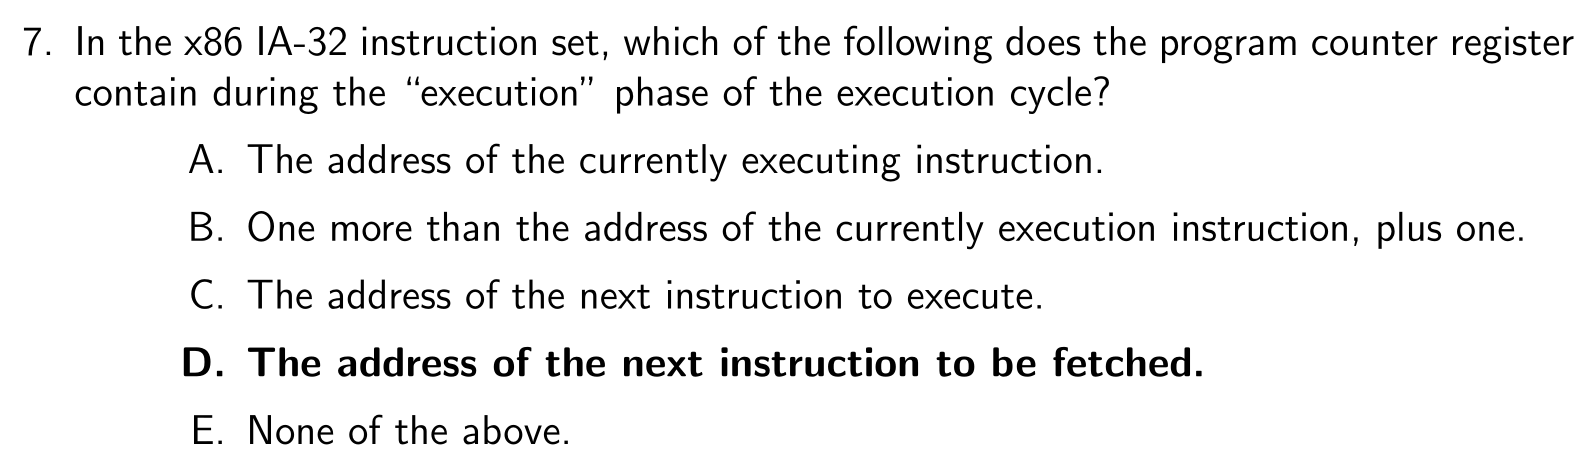 7. In the x86 IA-32 instruction set, which of the following does the program counter register
contain during the “execution” phase of the execution cycle?
A. The address of the currently executing instruction.
B. One more than the address of the currently execution instruction, plus one.
C. The address of the next instruction to execute.
D. The address of the next instruction to be fetched.
E. None of the above.